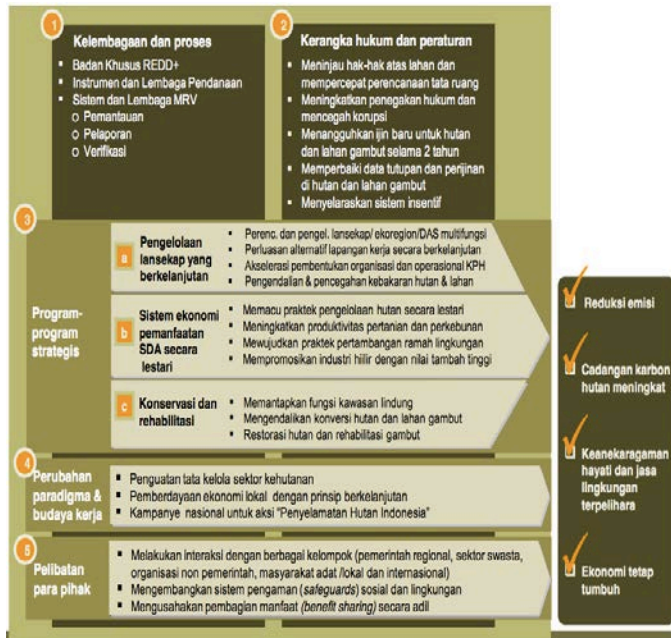 1
Kelembagaan dan proses
▪ Badan Khusus REDD+
▪ Instrumen dan Lembaga Pendanaan
▪ Sistem dan Lembaga MRV
o Pemantauan
o Pelaporan
o Verifikasi
2
Kerangka hukum dan peraturan
▪ Meninjau hak-hak atas lahan dan
mempercepat perencanaan tata ruang
▪ Meningkatkan penegakan hukum dan
mencegah korupsi
▪ Menangguhkan ijin baru untuk hutan
dan lahan gambut selama 2 tahun
▪ Memperbaiki data tutupan dan perijinan
di hutan dan lahan gambut
▪ Menyelaraskan sistem insentif
3
Program-
program
strategis
a
Pengelolaan
lansekap yang
berkelanjutan
▪ Perenc. dan pengel. lansekap/ ekoregion/DAS multifungsi
▪ Perluasan alternatif lapangan kerja secara berkelanjutan
▪ Akselerasi pembentukan organisasi dan operasional KPH
▪ Pengendalian & pencegahan kebakaran hutan & lahan
b
Sistem ekonomi
pemanfaatan
SDA secara
lestari
▪ Memacu praktek pengelolaan hutan secara lestari
▪ Meningkatkan produktivitas pertanian dan perkebunan
▪ Mewujudkan praktek pertambangan ramah lingkungan
▪ Mempromosikan industri hilir dengan nilai tambah tinggi
c
Konservasi dan
rehabilitasi
▪ Memantapkan fungsi kawasan lindung
▪ Mengendalikan konversi hutan dan lahan gambut
▪ Restorasi hutan dan rehabilitasi gambut
4
Perubahan
paradigma &
budaya kerja
▪ Penguatan tata kelola sektor kehutanan
▪ Pemberdayaan ekonomi lokal dengan prinsip berkelanjutan
▪ Kampanye nasional untuk aksi "Penyelamatan Hutan Indonesia"
5
Pelibatan
para pihak
▪ Melakukan interaksi dengan berbagai kelompok (pemerintah regional, sektor swasta,
organisasi non pemerintah, masyarakat adat /lokal dan internasional)
▪ Mengembangkan sistem pengaman (safeguards) sosial dan lingkungan
▪ Mengusahakan pembagian manfaat (benefit sharing) secara adil
Reduksi emisi
Cadangan karbon
hutan meningkat
Keanekaragaman
hayati dan jasa
lingkungan
terpelihara
Ekonomi tetap
tumbuh